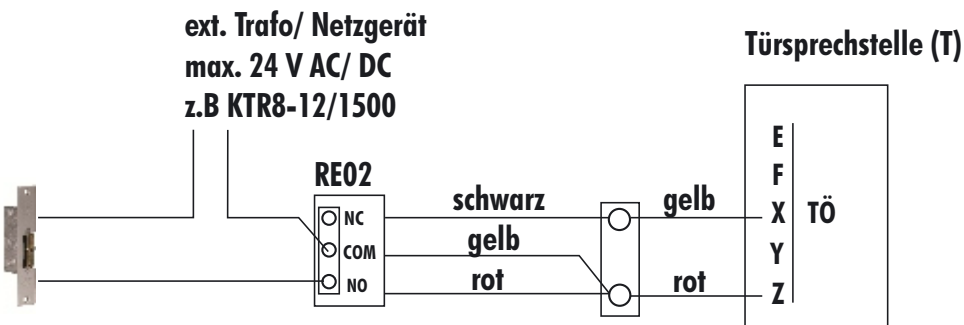 ext. Trafo/ Netzgerät
max. 24 V AC/ DC
z.B KTR8-12/1500
Türsprechstelle (T)
RE02
NC
COM
NO
schwarz
gelb
rot
gelb
rot
E
F
X
Y
Z
TÖ